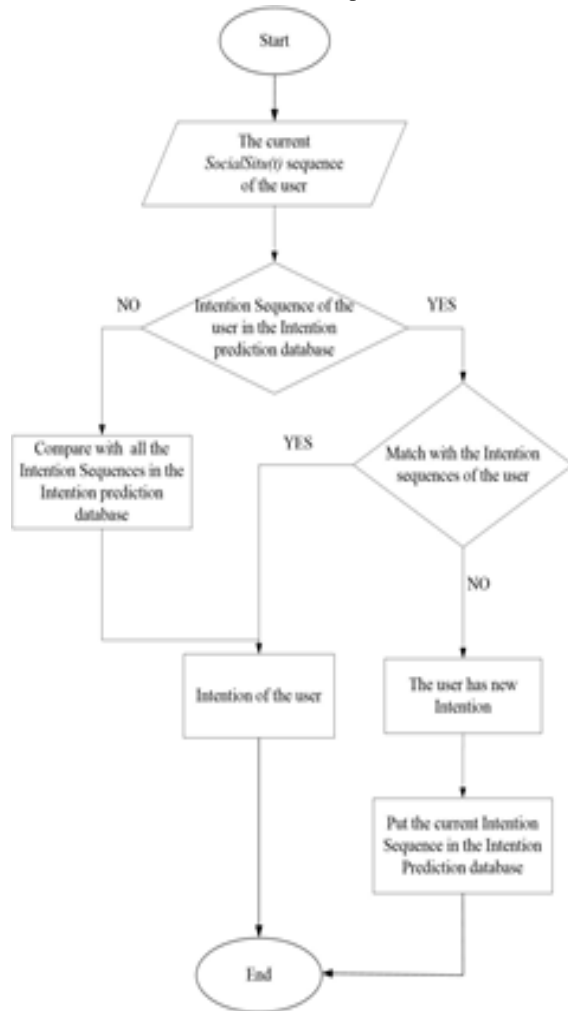 Start
The current
SocialSitu(t) sequence
of the user
NO
Intention Sequence of the
user in the Intention
prediction database
YES
Compare with all the
Intention Sequences in the
Intention prediction
database
YES
Match with the Intention
sequences of the user
NO
Intention of the user
The user has new
Intention
Put the current Intention
Sequence in the Intention
Prediction database
End